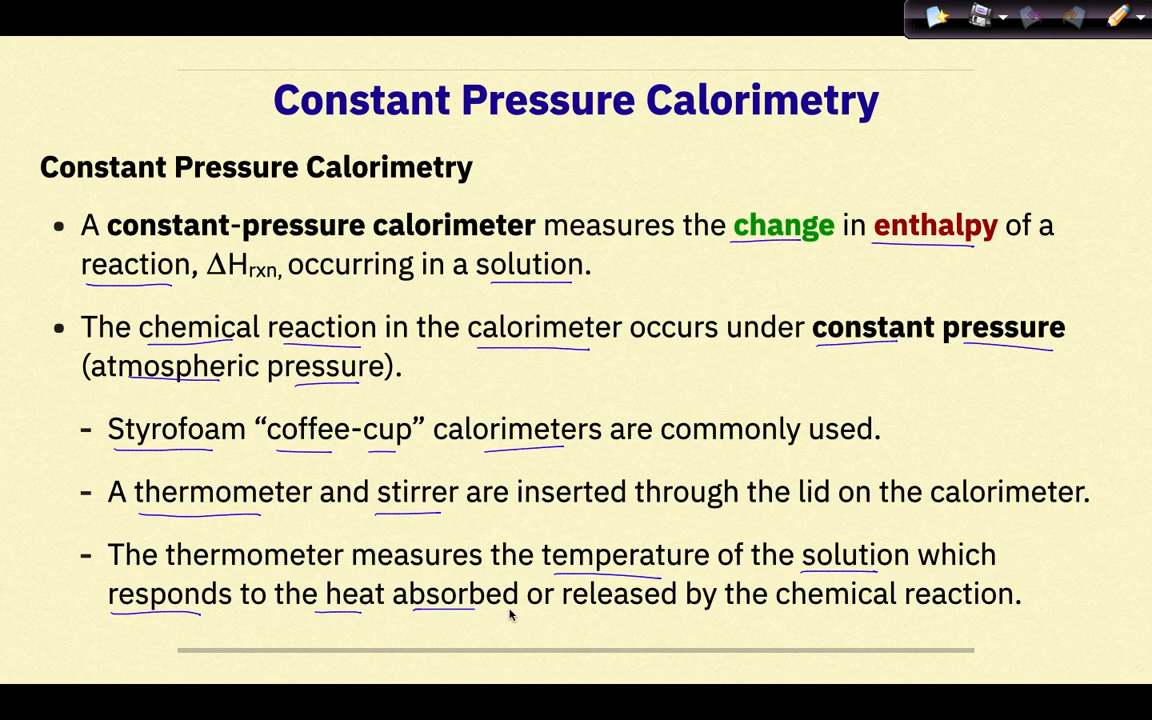 Constant Pressure Calorimetry
Constant Pressure Calorimetry
• A constant-pressure calorimeter measures the change in enthalpy of a
reaction, ΔHrxn, occurring in a solution.
• The chemical reaction in the calorimeter occurs under constant pressure
(atmospheric pressure).
- Styrofoam “coffee-cup” calorimeters are commonly used.
- A thermometer and stirrer are inserted through the lid on the calorimeter.
- The thermometer measures the temperature of the solution which
responds to the heat absorbed or released by the chemical reaction.